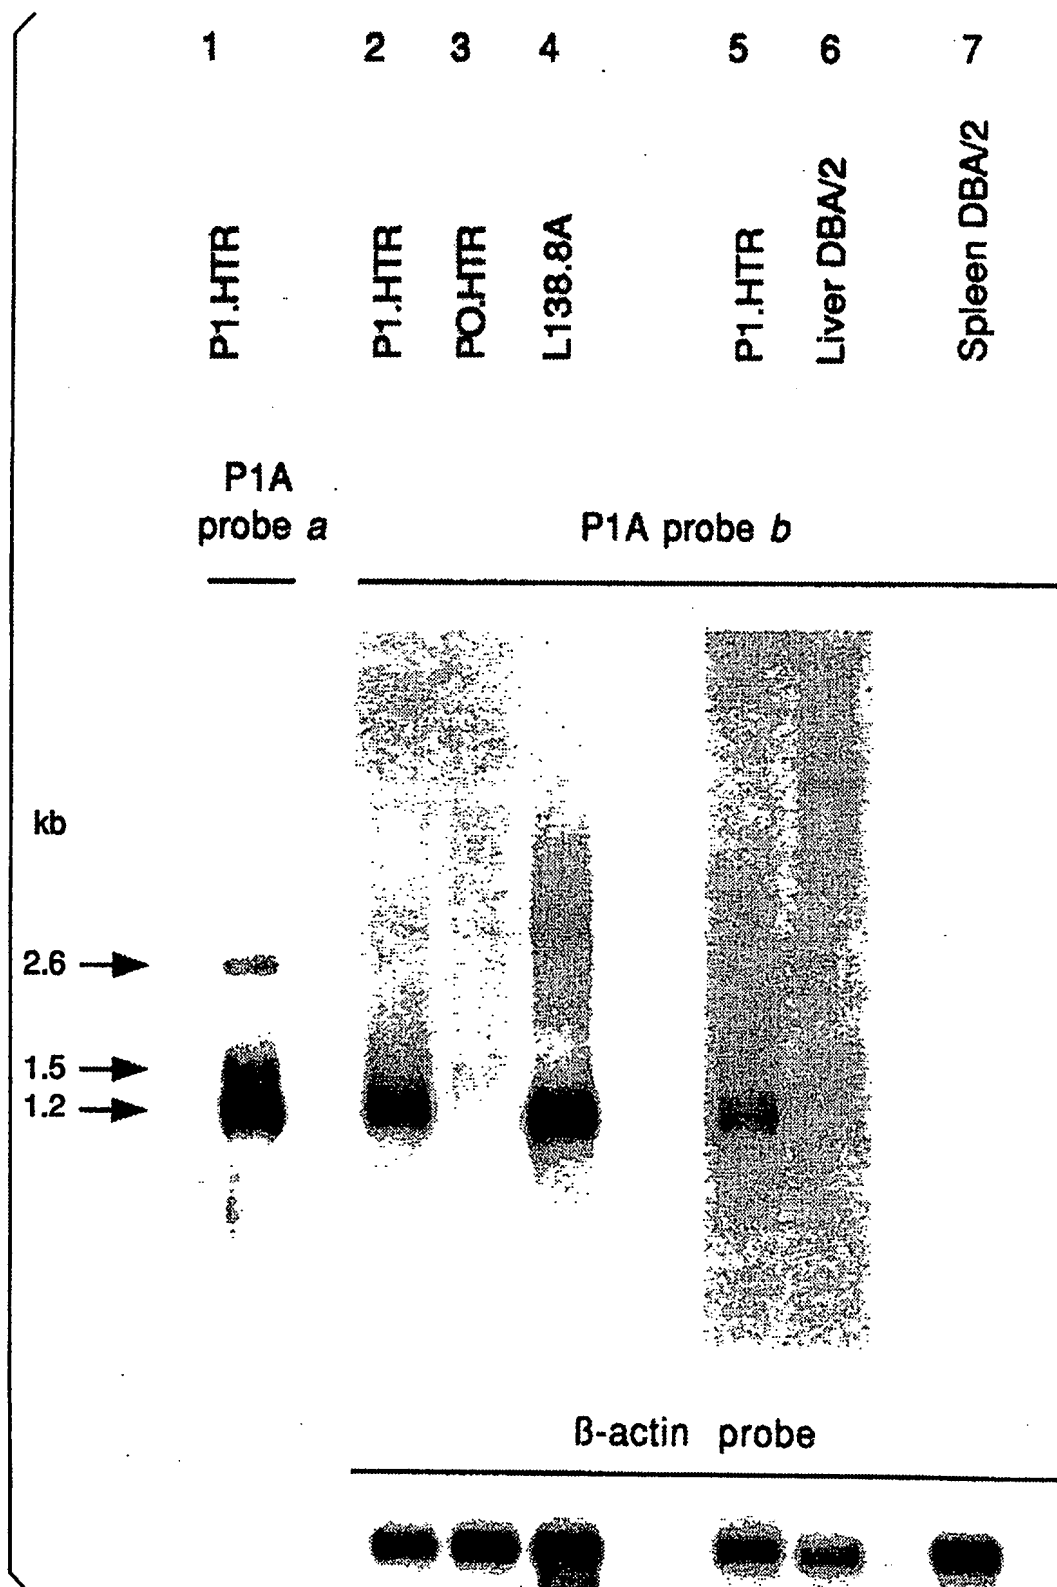 1 2 3 4 5 6 7
P1.HTR
P1.HTR
PO.HTR
L138.8A
P1.HTR
Liver DBA/2
Spleen DBA/2
P1A
probe a
P1A probe b
kb
2.6
1.5
1.2
ß-actin probe